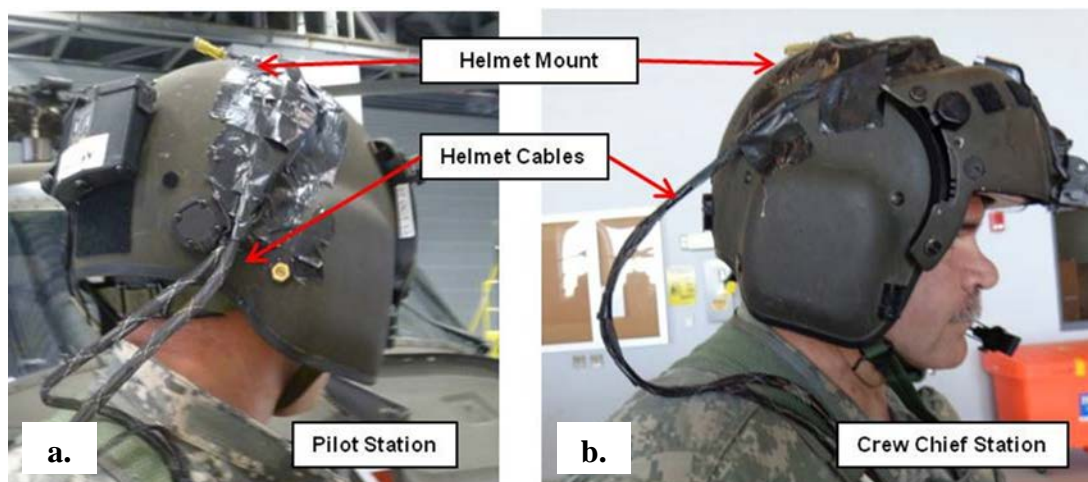 Helmet Mount
Helmet Cables
a.
Pilot Station
b.
Crew Chief Station